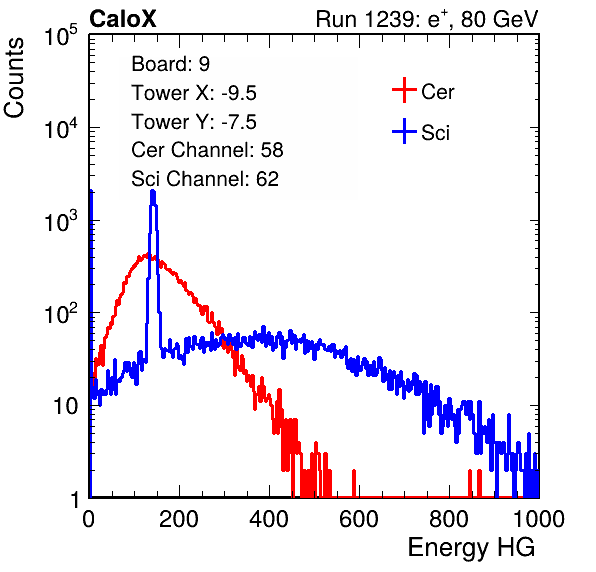 CaloX Run 1239: e⁺, 80 GeV
Counts
10⁵
10⁴
10³
10²
10
1
Board: 9
Tower X: -9.5
Tower Y: -7.5
Cer Channel: 58
Sci Channel: 62
Cer
Sci
0 200 400 600 800 1000
Energy HG